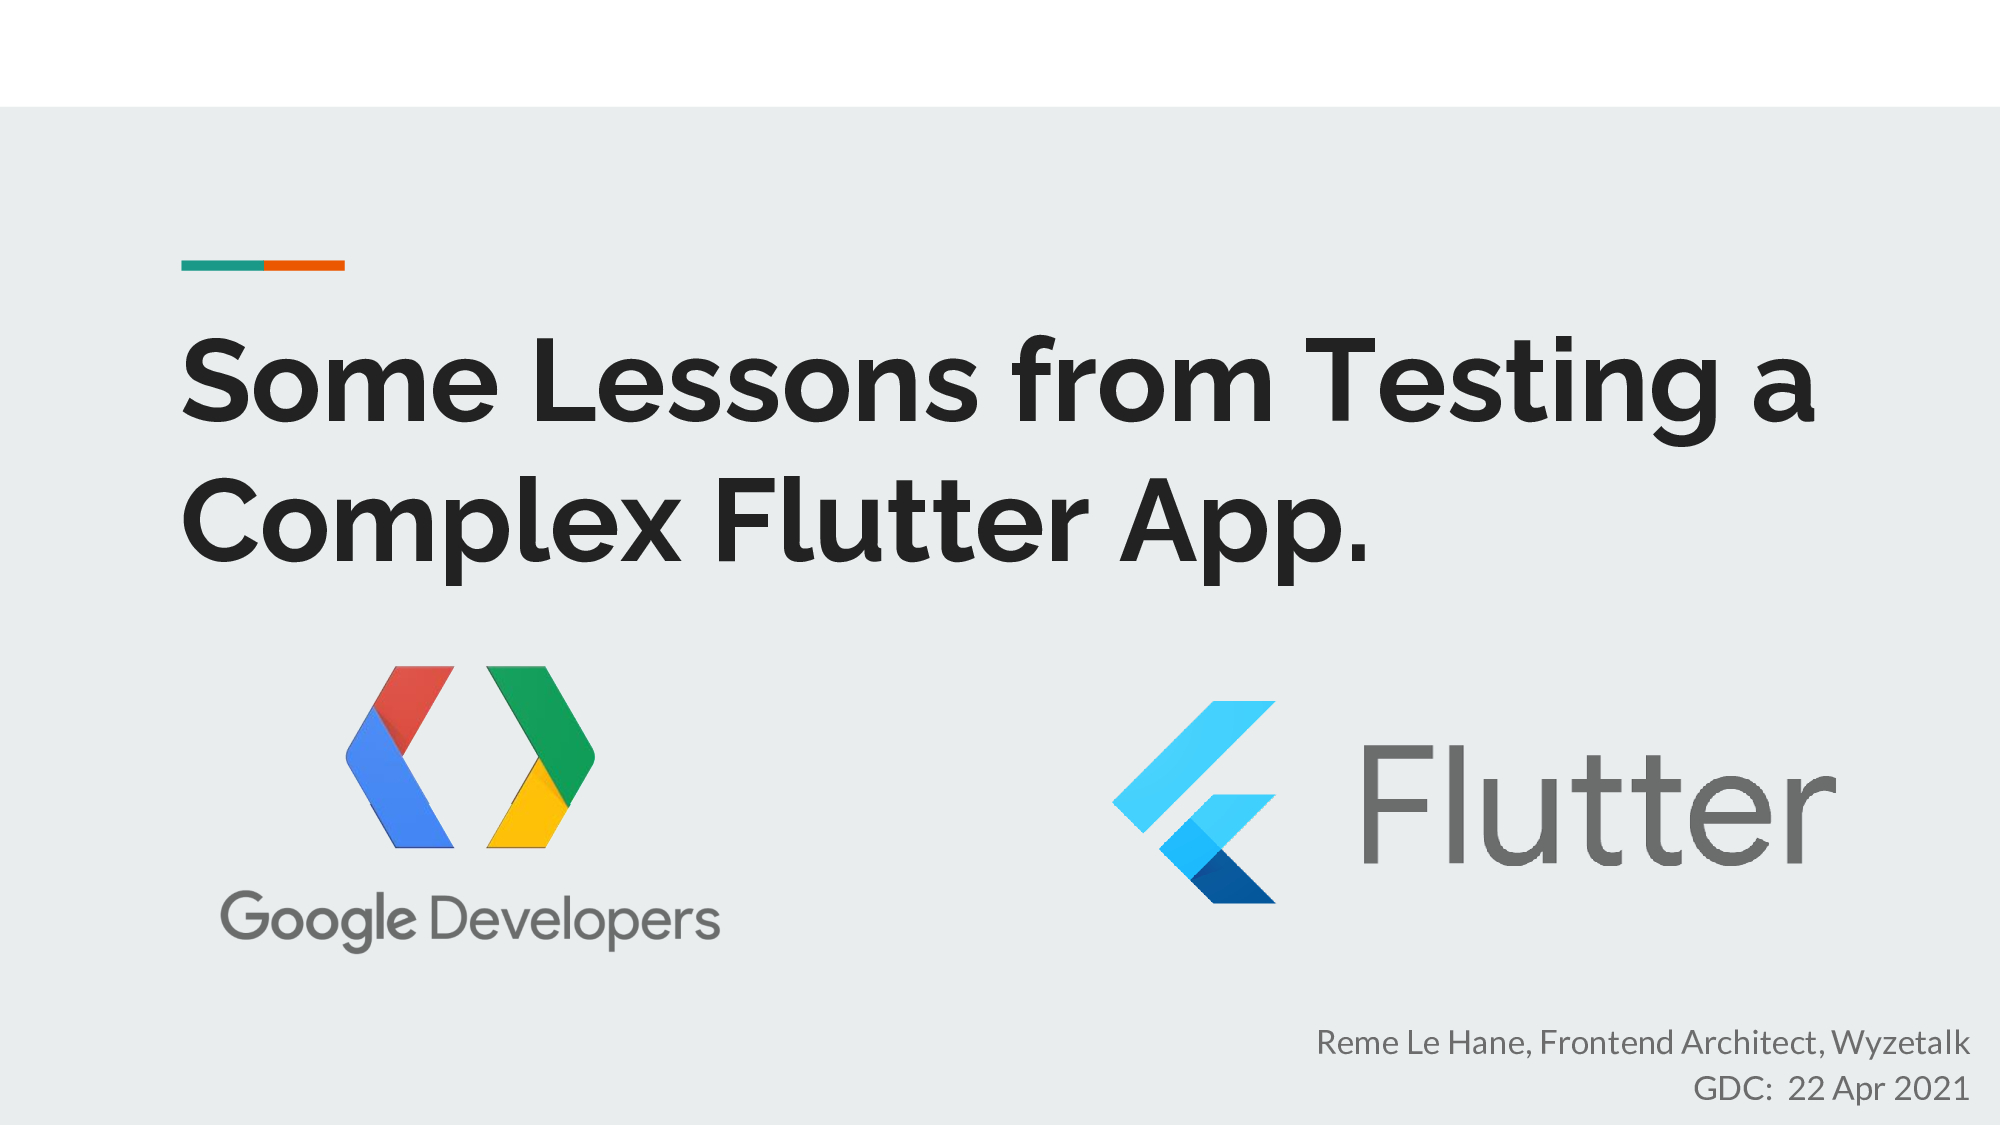 Some Lessons from Testing a
Complex Flutter App.
Google Developers
Flutter
Reme Le Hane, Frontend Architect, Wyzetalk
GDC:  22 Apr 2021